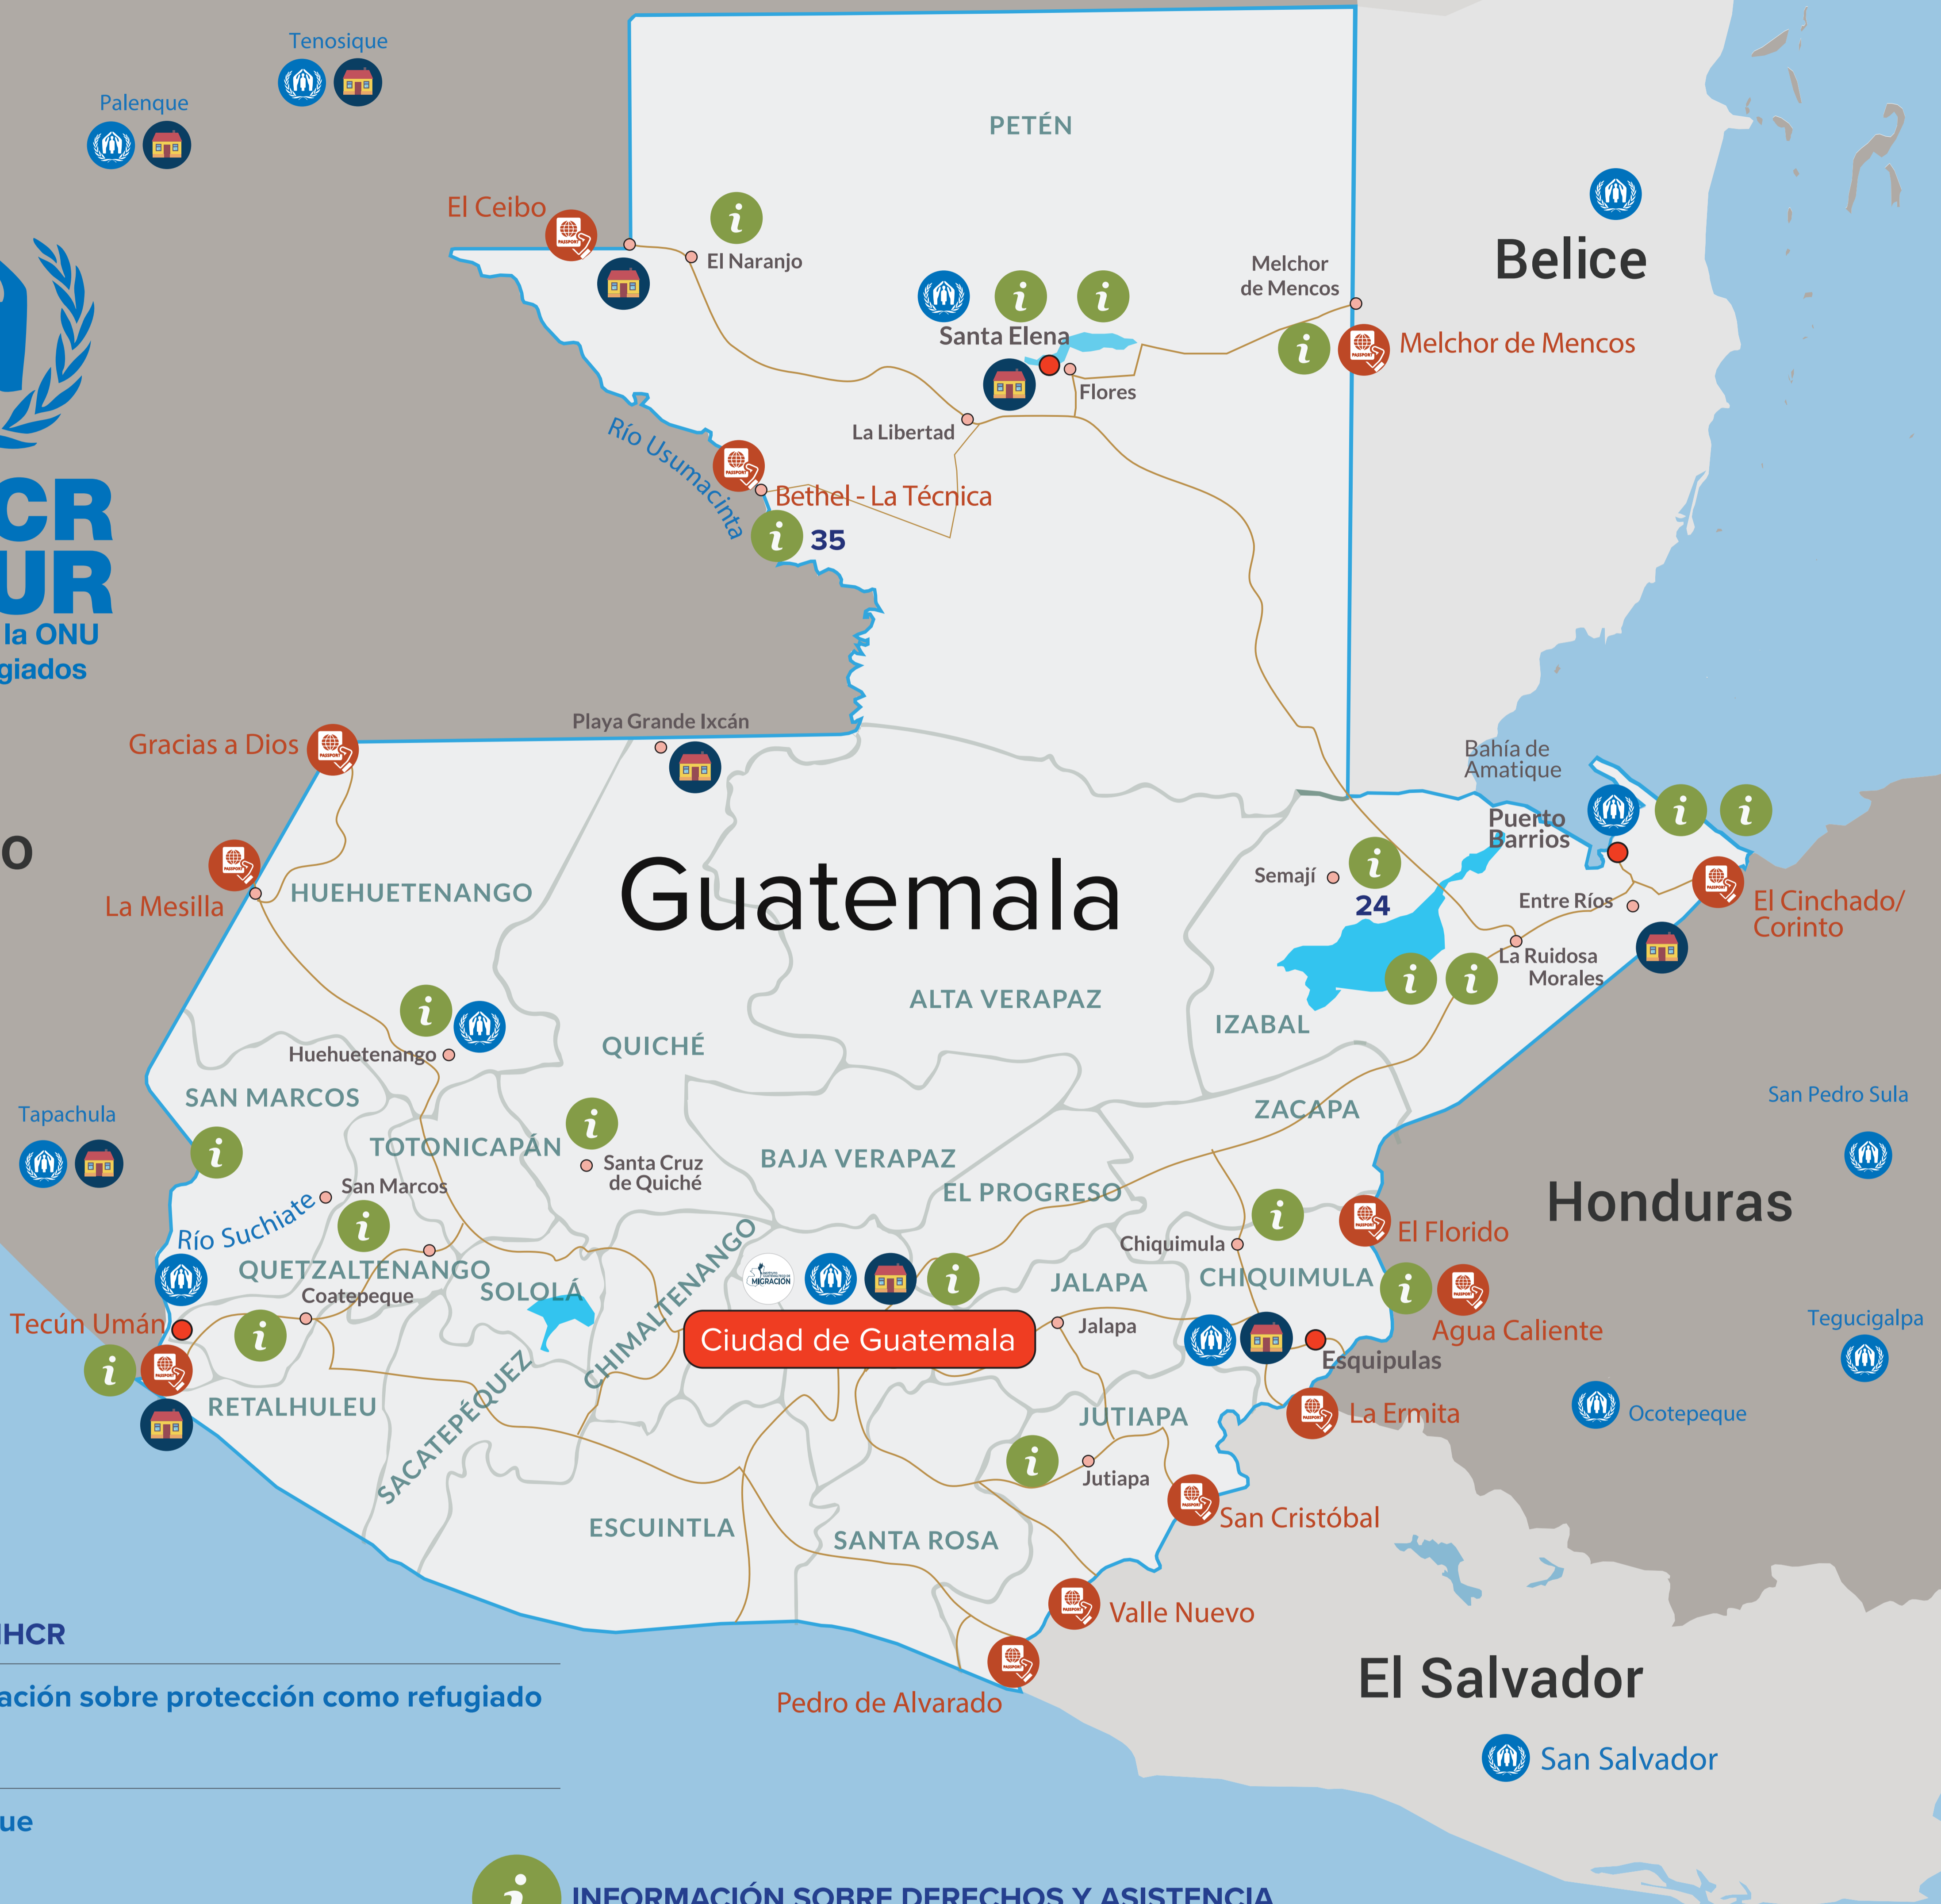 Tenosique
Palenque
PETÉN
El Ceibo
El Naranjo
Belice
Melchor
de Mencos
Santa Elena
Melchor de Mencos
Flores
La Libertad
Río Usumacinta
Bethel - La Técnica
35
CR
UR
la ONU
giados
Playa Grande Ixcán
Gracias a Dios
Bahía de
Amatique
Puerto
Barrios
O
Guatemala
Semají
24
Entre Ríos
El Cinchado/
Corinto
La Mesilla
HUEHUETENANGO
La Ruidosa
Morales
ALTA VERAPAZ
IZABAL
QUICHÉ
Huehuetenango
SAN MARCOS
San Pedro Sula
Tapachula
ZACAPA
TOTONICAPÁN
Santa Cruz
de Quiché
BAJA VERAPAZ
San Marcos
EL PROGRESO
Honduras
Río Suchiate
El Florido
Chiquimula
QUETZALTENANGO
SOLOLÁ
CHIMALTENANGO
MIGRACIÓN
JALAPA
CHIQUIMULA
Coatepeque
Tecún Umán
Ciudad de Guatemala
Jalapa
Agua Caliente
Tegucigalpa
Esquipulas
RETALHULEU
SACATEPÉQUEZ
JUTIAPA
La Ermita
Ocotepeque
Jutiapa
San Cristóbal
ESCUINTLA
SANTA ROSA
Valle Nuevo
Pedro de Alvarado
El Salvador
San Salvador
HCR
ación sobre protección como refugiado
ue
INFORMACIÓN SOBRE DERECHOS Y ASISTENCIA